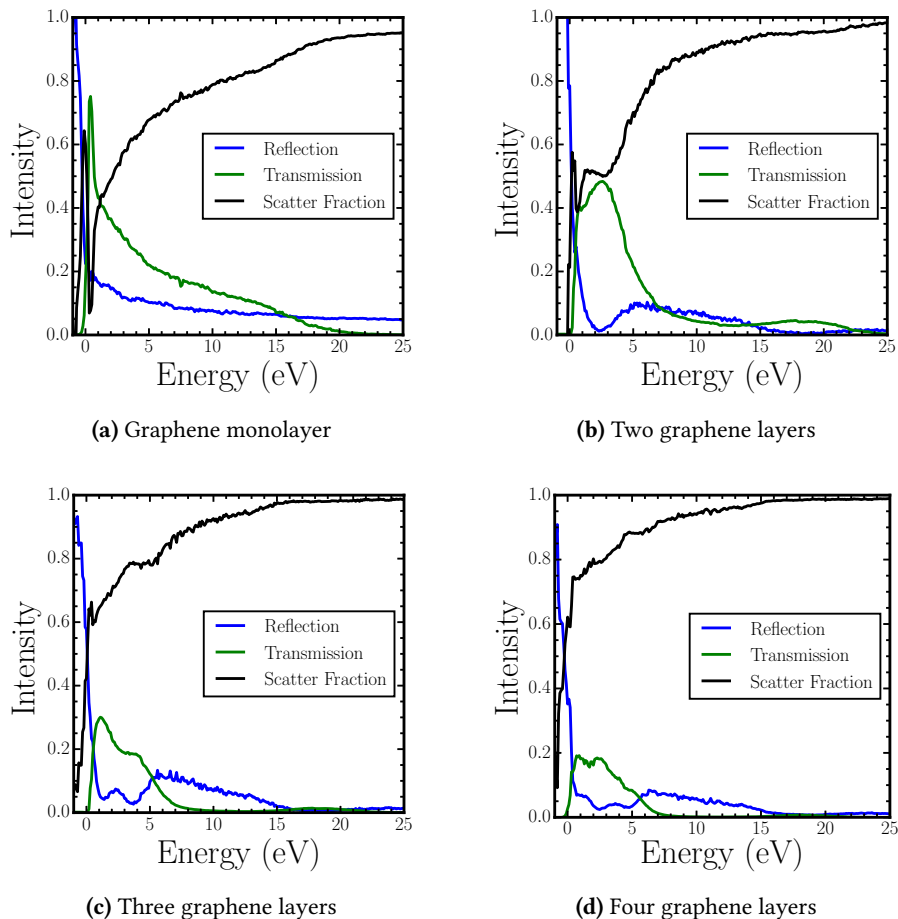 1.0
0.8
0.6
0.4
0.2
0.0
Intensity
Reflection
Transmission
Scatter Fraction
0 5 10 15 20 25
Energy (eV)
(a) Graphene monolayer
1.0
0.8
0.6
0.4
0.2
0.0
Intensity
Reflection
Transmission
Scatter Fraction
0 5 10 15 20 25
Energy (eV)
(b) Two graphene layers
1.0
0.8
0.6
0.4
0.2
0.0
Intensity
Reflection
Transmission
Scatter Fraction
0 5 10 15 20 25
Energy (eV)
(c) Three graphene layers
1.0
0.8
0.6
0.4
0.2
0.0
Intensity
Reflection
Transmission
Scatter Fraction
0 5 10 15 20 25
Energy (eV)
(d) Four graphene layers